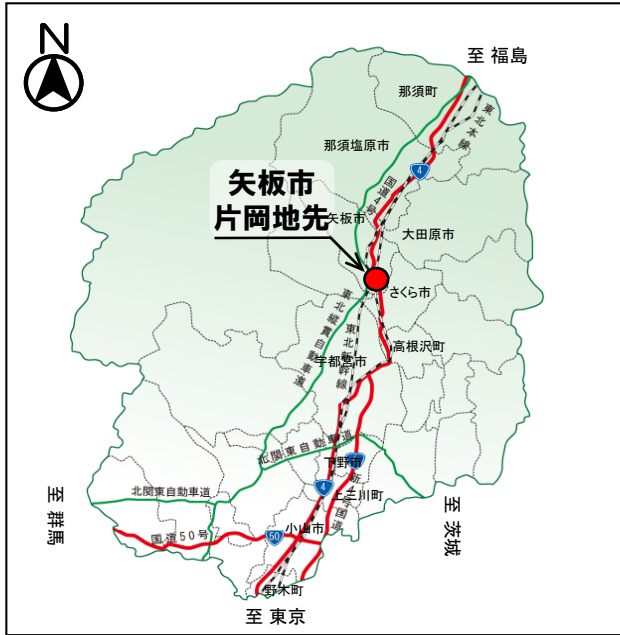 N
至 福島
那須町
東北本線
那須塩原市
4
国道4号
矢板市
片岡地先
矢板市
大田原市
さくら市
東北縦貫自動車道
東北新幹線
宇都宮市
高根沢町
北関東自動車道
下野市
北関東自動車道
4
新4号国道
上三川町
至 群馬
至 茨城
国道50号
50
小山市
野木町
至 東京